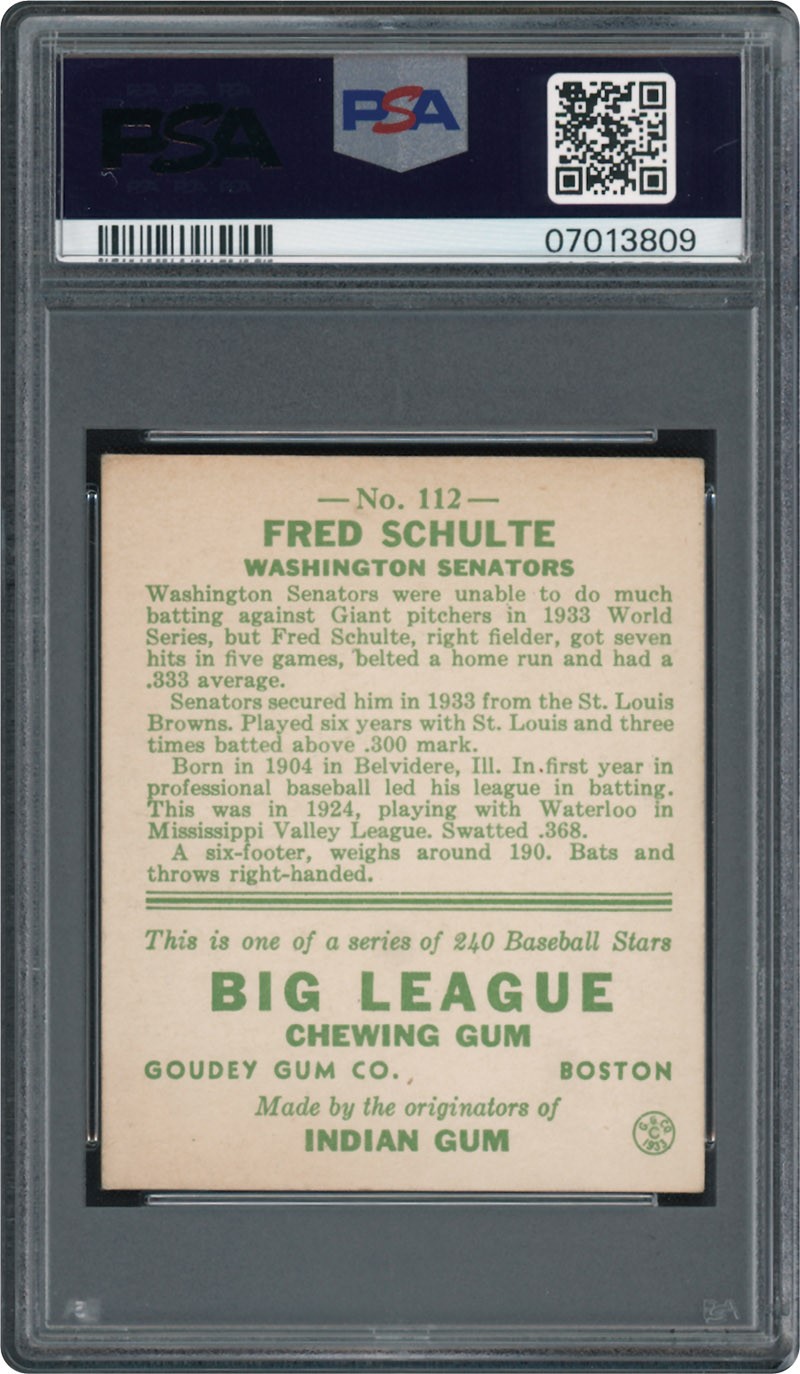 PSA
PSA
07013809
— No. 112 —
FRED SCHULTE
WASHINGTON SENATORS
Washington Senators were unable to do much
batting against Giant pitchers in 1933 World
Series, but Fred Schulte, right fielder, got seven
hits in five games, belted a home run and had a
.333 average.
Senators secured him in 1933 from the St. Louis
Browns. Played six years with St. Louis and three
times batted above .300 mark.
Born in 1904 in Belvidere, Ill. In first year in
professional baseball led his league in batting.
This was in 1924, playing with Waterloo in
Mississippi Valley League. Swatted .368.
A six-footer, weighs around 190. Bats and
throws right-handed.
This is one of a series of 240 Baseball Stars
BIG LEAGUE
CHEWING GUM
GOUDEY GUM CO., BOSTON
Made by the originators of
INDIAN GUM
G G CO
C
1933
PSA